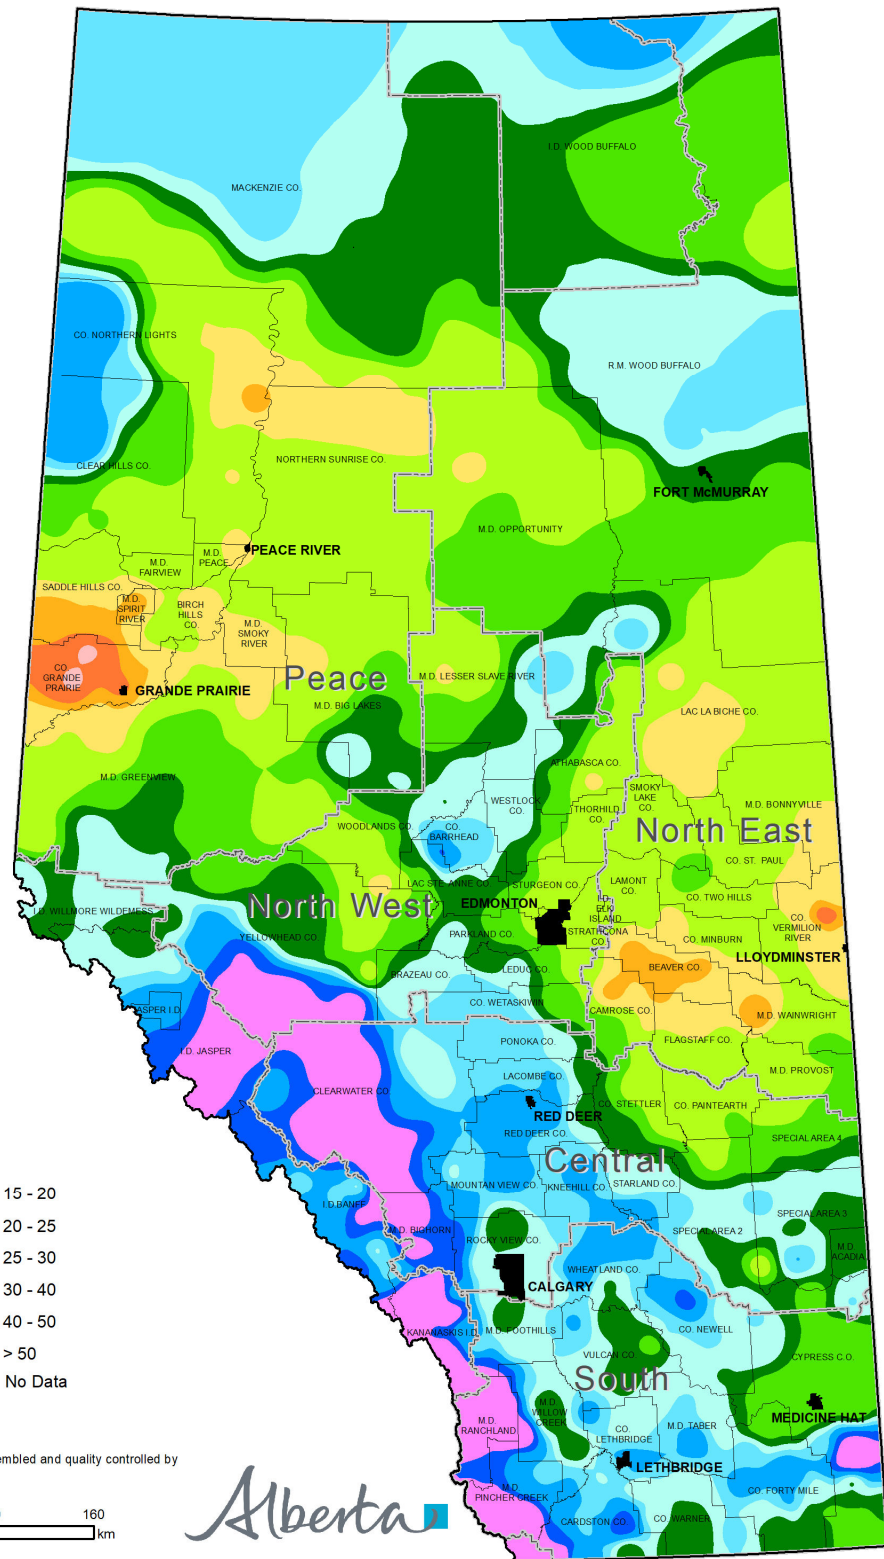 I.D. WOOD BUFFALO
MACKENZIE CO.
CO. NORTHERN LIGHTS
R.M. WOOD BUFFALO
NORTHERN SUNRISE CO.
CLEAR HILLS CO.
FORT McMURRAY
M.D. OPPORTUNITY
PEACE RIVER
M.D.
PEACE
M.D.
FAIRVIEW
SADDLE HILLS CO.
M.D.
SPIRIT
RIVER
BIRCH
HILLS
CO.
M.D.
SMOKY
RIVER
CO.
GRANDE
PRAIRIE
GRANDE PRAIRIE
Peace
M.D. LESSER SLAVE RIVER
M.D. BIG LAKES
LAC LA BICHE CO.
M.D. GREENVIEW
ATHABASCA CO.
WESTLOCK
CO.
THORHILD
CO.
SMOKY
LAKE
CO.
M.D. BONNYVILLE
WOODLANDS CO.
CO.
BARRHEAD
North East
CO. ST. PAUL
LAC STE. ANNE CO.
STURGEON CO.
LAMONT
CO.
CO. TWO HILLS
North West
EDMONTON
I.D.
ELK
ISLAND
I.D. WILLMORE WILDERNESS
YELLOWHEAD CO.
PARKLAND CO.
STRATHCONA
CO.
CO. MINBURN
CO.
VERMILION
RIVER
LLOYDMINSTER
BRAZEAU CO.
LEDUC CO.
BEAVER CO.
CO. WETASKIWIN
CAMROSE CO.
M.D. WAINWRIGHT
JASPER I.D.
I.D. JASPER
PONOKA CO.
FLAGSTAFF CO.
M.D. PROVOST
CLEARWATER CO.
LACOMBE CO.
CO. STETTLER
CO. PAINTEARTH
RED DEER
RED DEER CO.
SPECIAL AREA 4
Central
MOUNTAIN VIEW CO.
KNEEHILL CO.
STARLAND CO.
15 - 20
I.D.BANFF
20 - 25
M.D. BIGHORN
ROCKY VIEW CO.
SPECIAL AREA 2
SPECIAL AREA 3
25 - 30
M.D.
ACADIA
WHEATLAND CO.
30 - 40
CALGARY
40 - 50
KANANASKIS I.D.
M.D. FOOTHILLS
CO. NEWELL
> 50
VULCAN CO.
CYPRESS C.O.
No Data
South
M.D.
WILLOW
CREEK
M.D.
RANCHLAND
CO.
LETHBRIDGE
M.D. TABER
MEDICINE HAT
LETHBRIDGE
embled and quality controlled by
M.D.
PINCHER CREEK
CO. FORTY MILE
CARDSTON CO.
CO. WARNER
160
km
Alberta